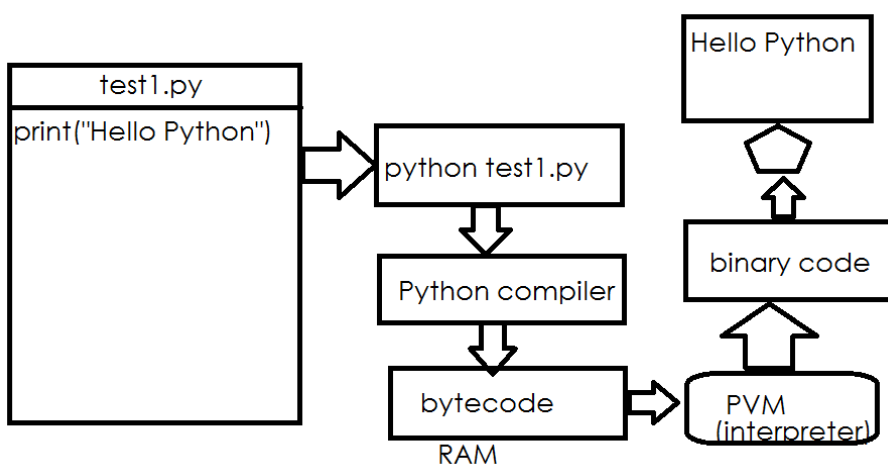 test1.py
print("Hello Python")
python test1.py
Python compiler
bytecode
RAM
PVM
(interpreter)
binary code
Hello Python